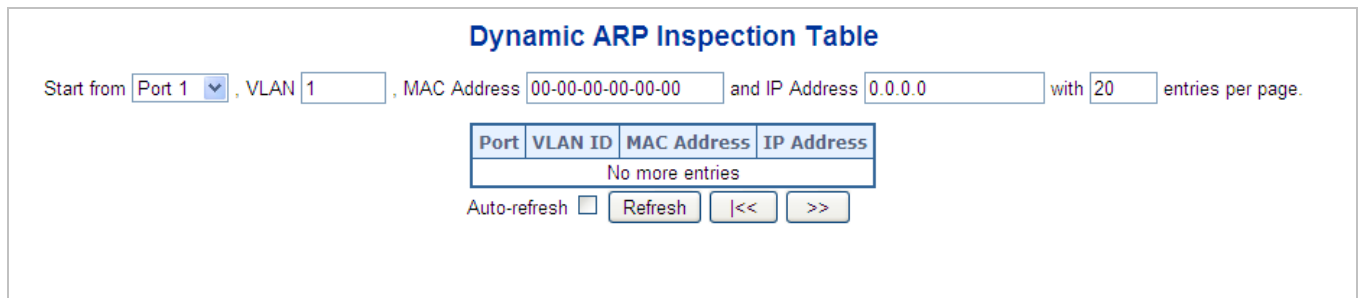 Dynamic ARP Inspection Table
Start from Port 1 , VLAN 1 , MAC Address 00-00-00-00-00-00 and IP Address 0.0.0.0 with 20 entries per page.
Port VLAN ID MAC Address IP Address
No more entries
Auto-refresh Refresh |<< >>